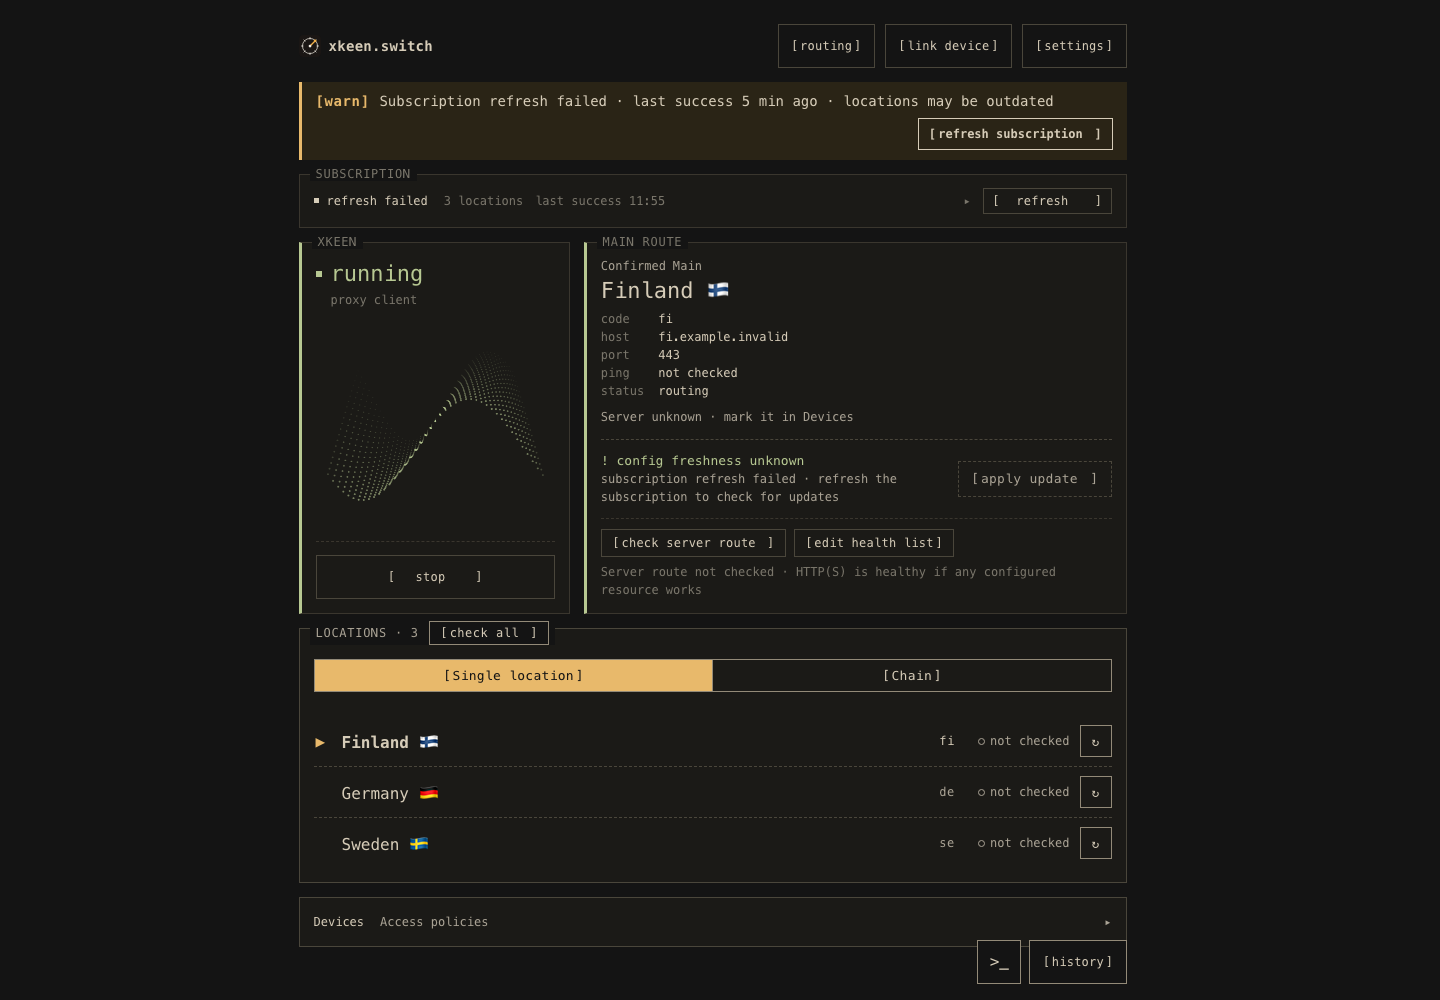 xkeen.switch
[routing] [link device] [settings]
[warn] Subscription refresh failed · last success 5 min ago · locations may be outdated
[refresh subscription ]
SUBSCRIPTION
refresh failed 3 locations last success 11:55 ▸ [ refresh ]
XKEEN
running
proxy client
[ stop ]
MAIN ROUTE
Confirmed Main
Finland 🇫🇮
code fi
host fi.example.invalid
port 443
ping not checked
status routing
Server unknown · mark it in Devices
! config freshness unknown
subscription refresh failed · refresh the
subscription to check for updates
[apply update ]
[check server route ] [edit health list]
Server route not checked · HTTP(S) is healthy if any configured
resource works
LOCATIONS · 3 [check all ]
[Single location] [Chain]
▶ Finland 🇫🇮 fi ○ not checked ↻
Germany 🇩🇪 de ○ not checked ↻
Sweden 🇸🇪 se ○ not checked ↻
Devices Access policies ▸
>_ [history]